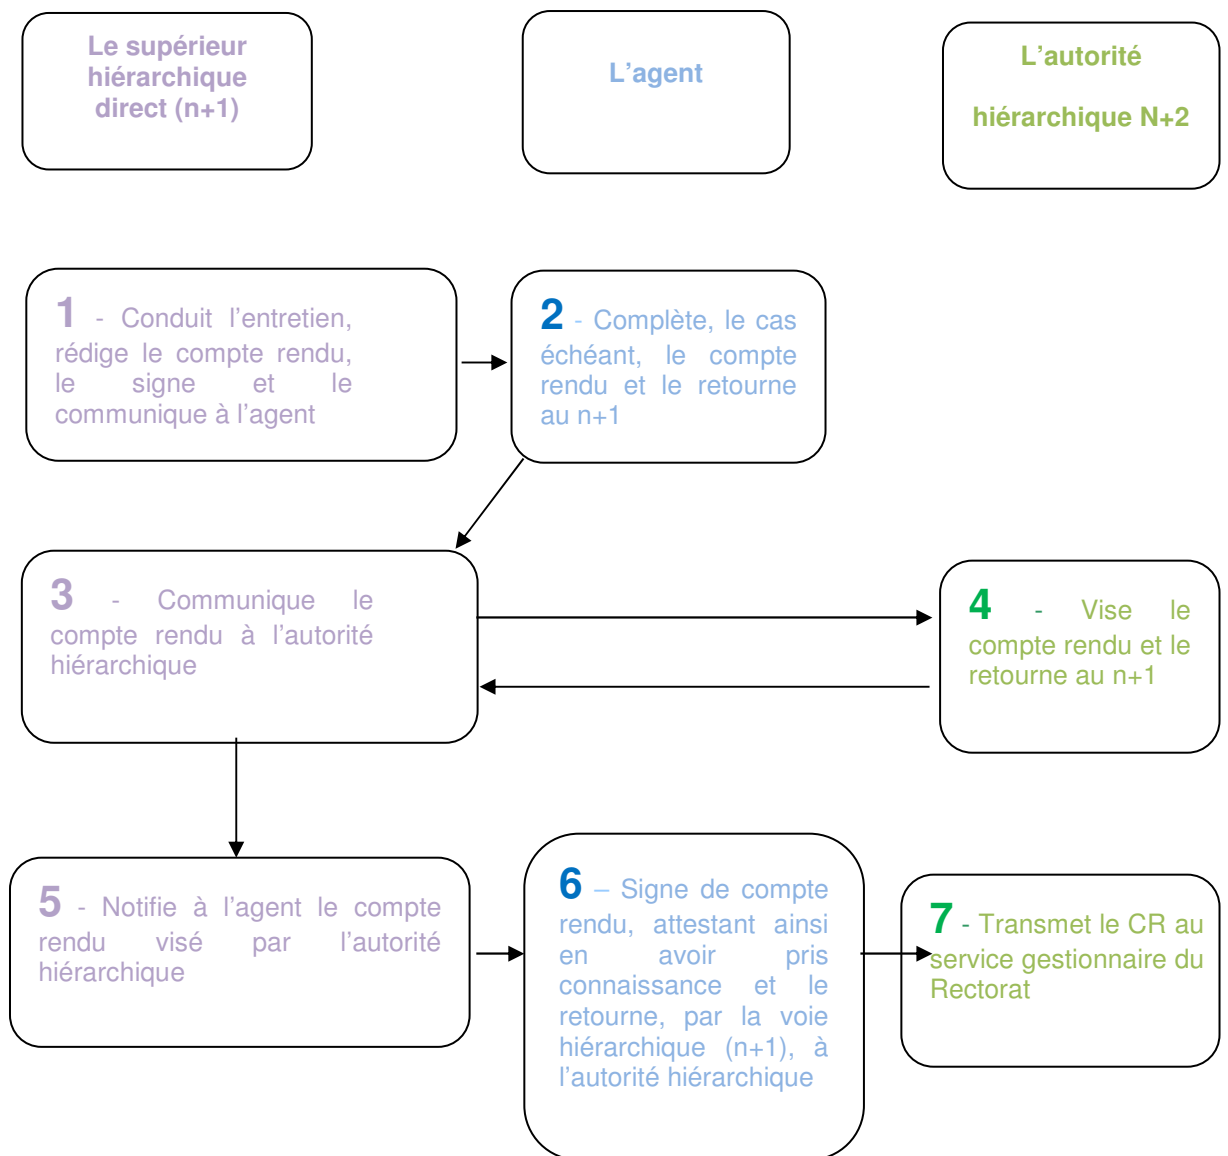 Le supérieur
hiérarchique
direct (n+1)
L'agent
L'autorité
hiérarchique N+2
1 - Conduit l'entretien,
rédige le compte rendu,
le signe et le
communique à l'agent
2 - Complète, le cas
échéant, le compte
rendu et le retourne
au n+1
3 - Communique le
compte rendu à l'autorité
hiérarchique
4 - Vise le
compte rendu et le
retourne au n+1
5 - Notifie à l'agent le compte
rendu visé par l'autorité
hiérarchique
6 – Signe de compte
rendu, attestant ainsi
en avoir pris
connaissance et le
retourne, par la voie
hiérarchique (n+1), à
l'autorité hiérarchique
7 - Transmet le CR au
service gestionnaire du
Rectorat